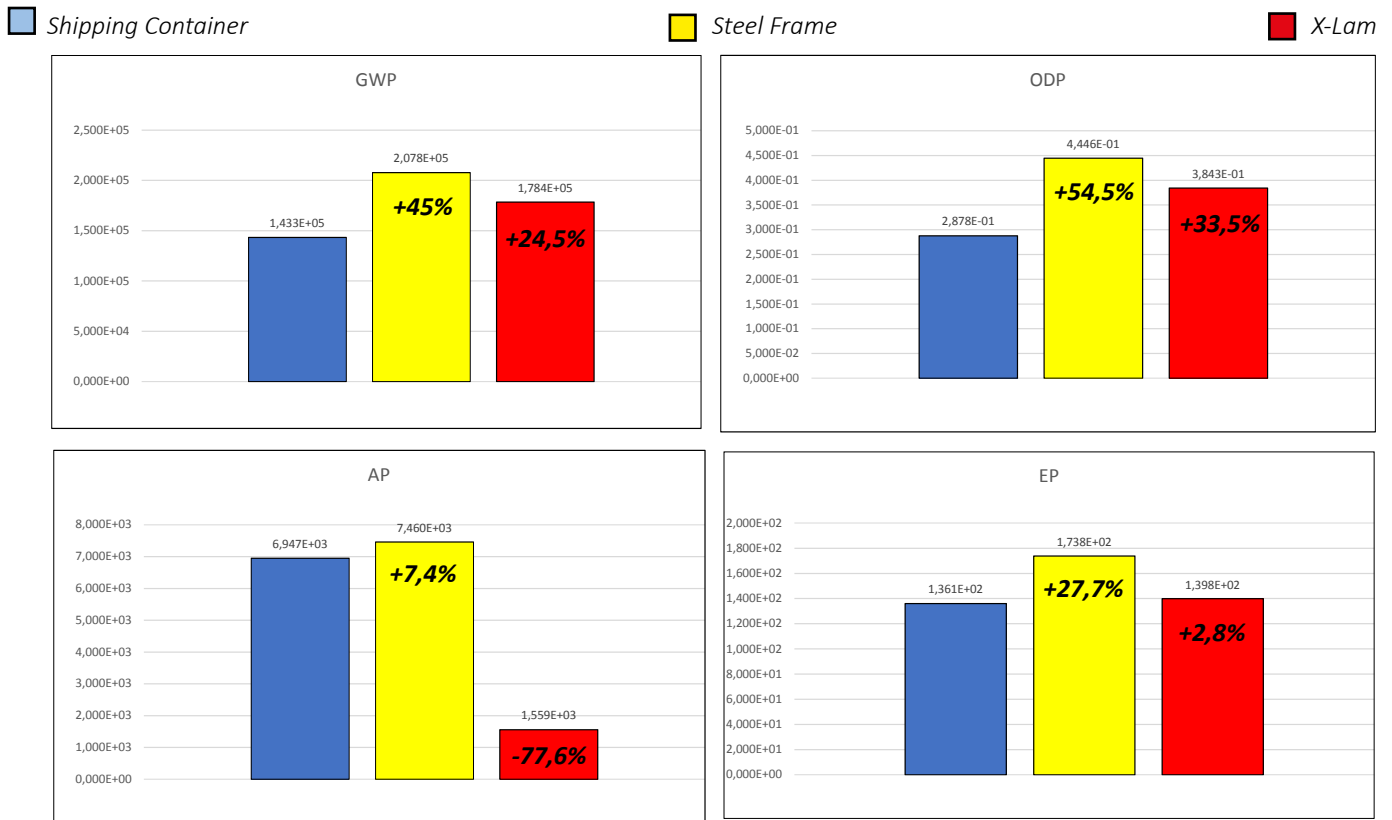 Shipping Container
Steel Frame
X-Lam
GWP
2,500E+05
2,000E+05
1,500E+05
1,000E+05
5,000E+04
0,000E+00
1,433E+05
2,078E+05
+45%
1,784E+05
+24,5%
ODP
5,000E-01
4,500E-01
4,000E-01
3,500E-01
3,000E-01
2,500E-01
2,000E-01
1,500E-01
1,000E-01
5,000E-02
0,000E+00
2,878E-01
4,446E-01
+54,5%
3,843E-01
+33,5%
AP
8,000E+03
7,000E+03
6,000E+03
5,000E+03
4,000E+03
3,000E+03
2,000E+03
1,000E+03
0,000E+00
6,947E+03
7,460E+03
+7,4%
1,559E+03
-77,6%
EP
2,000E+02
1,800E+02
1,600E+02
1,400E+02
1,200E+02
1,000E+02
8,000E+01
6,000E+01
4,000E+01
2,000E+01
0,000E+00
1,361E+02
1,738E+02
+27,7%
1,398E+02
+2,8%